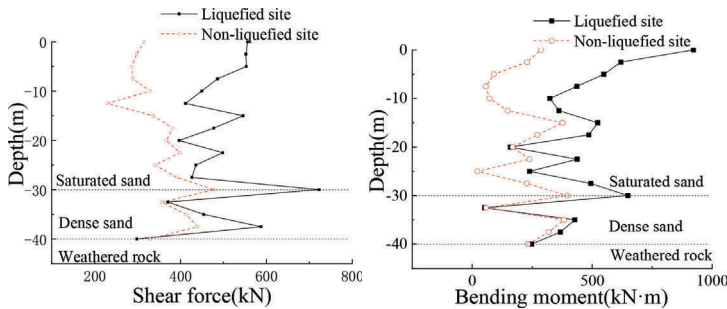 Liquefied site
Non-liquefied site
0
-10
-20
-30
-40
Depth(m)
Saturated sand
Dense sand
Weathered rock
200
400
600
800
Shear force(kN)
Liquefied site
Non-liquefied site
0
-10
-20
-30
-40
Depth(m)
Saturated sand
Dense sand
Weathered rock
0
500
1000
Bending moment(kN·m)